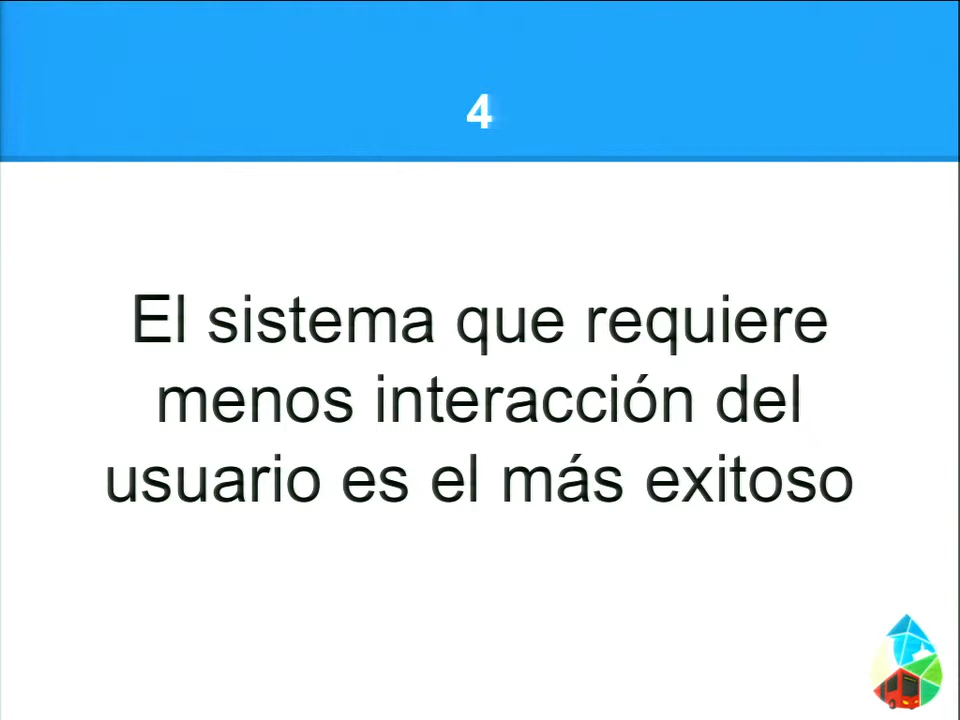 4
El sistema que requiere
menos interacción del
usuario es el más exitoso